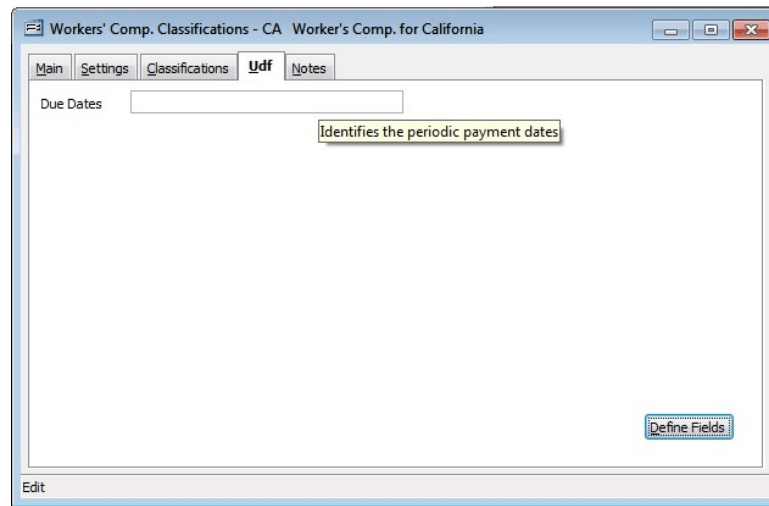 Workers' Comp. Classifications - CA Worker's Comp. for California
Main Settings Classifications Udf Notes
Due Dates
Identifies the periodic payment dates
Define Fields
Edit